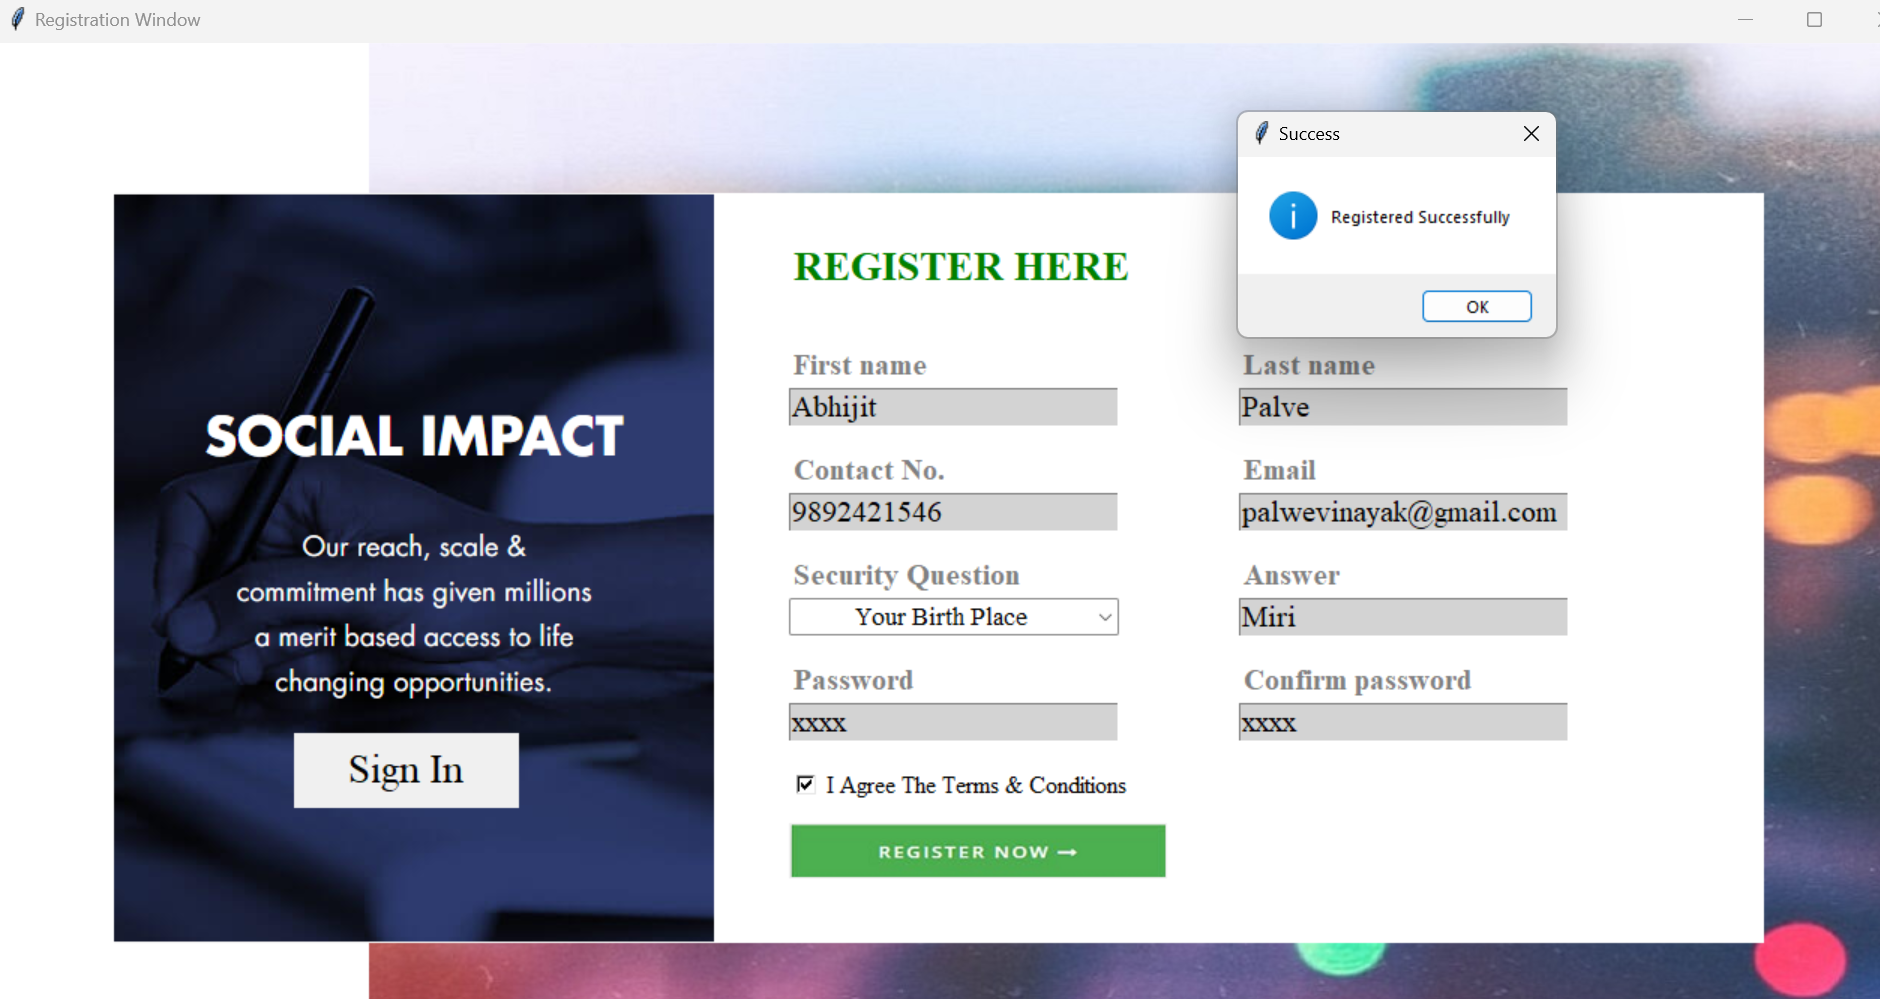 Registration Window
Success
Registered Successfully
OK
SOCIAL IMPACT
Our reach, scale &
commitment has given millions
a merit based access to life
changing opportunities.
Sign In
REGISTER HERE
First name
Last name
Abhijit
Palve
Contact No.
Email
9892421546
palwevinayak@gmail.com
Security Question
Answer
Your Birth Place
Miri
Password
Confirm password
xxxx
xxxx
I Agree The Terms & Conditions
REGISTER NOW →